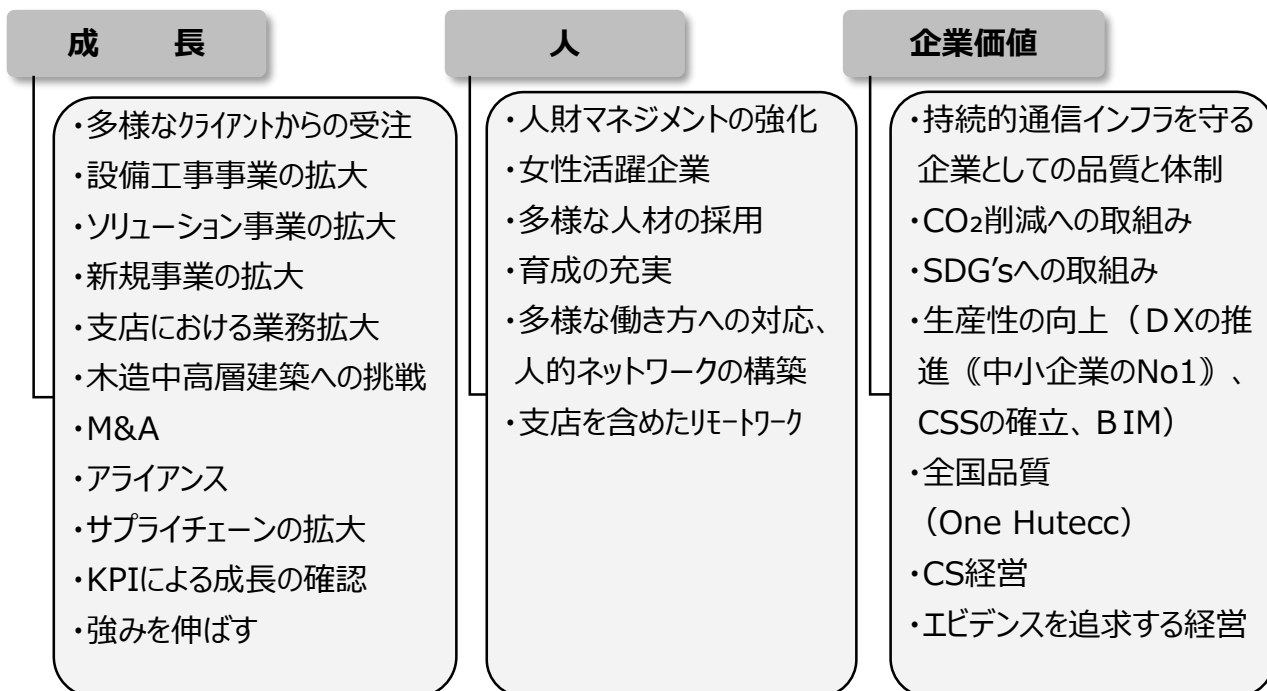 成　長
・多様なｸﾗｲｱﾝﾄからの受注
・設備工事事業の拡大
・ソリューション事業の拡大
・新規事業の拡大
・支店における業務拡大
・木造中高層建築への挑戦
・M&A
・アライアンス
・サプライチェーンの拡大
・KPIによる成長の確認
・強みを伸ばす
人
・人財マネジメントの強化
・女性活躍企業
・多様な人材の採用
・育成の充実
・多様な働き方への対応、
人的ネットワークの構築
・支店を含めたﾘﾓｰﾄﾜｰｸ
企業価値
・持続的通信インフラを守る
企業としての品質と体制
・CO₂削減への取組み
・SDG'sへの取組み
・生産性の向上（ＤＸの推
進《中小企業のNo1》、
CSSの確立、ＢIM）
・全国品質
（One Hutecc）
・CS経営
・エビデンスを追求する経営